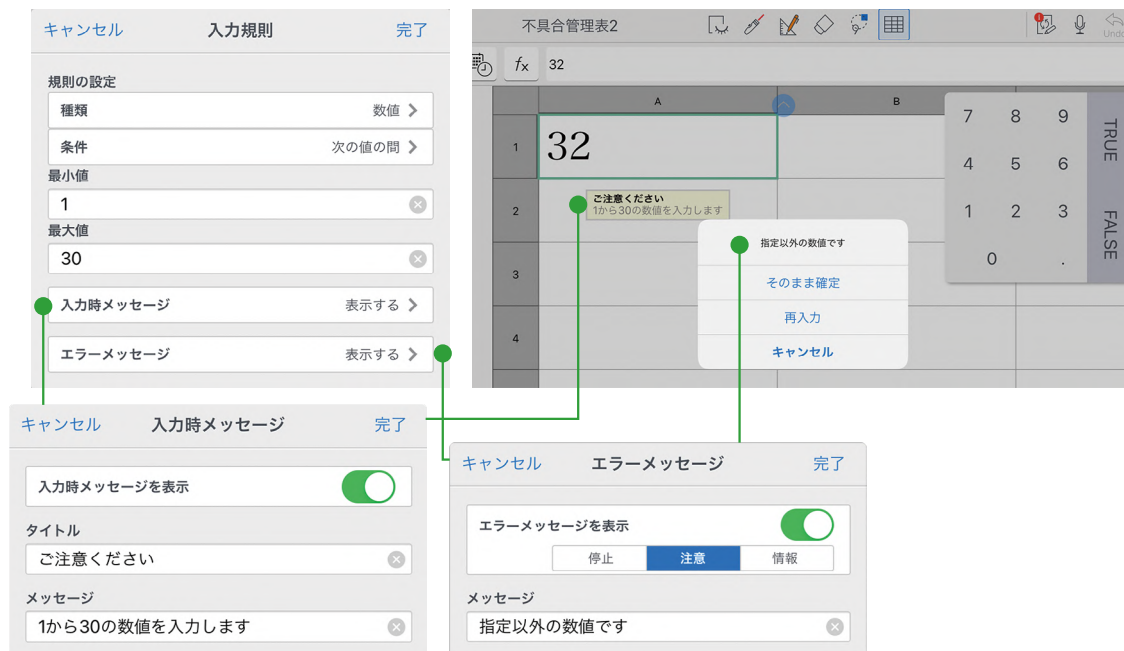 キャンセル 入力規則 完了
規則の設定
種類 数値
条件 次の値の間
最小値
1
最大値
30
入力時メッセージ 表示する
エラーメッセージ 表示する
不具合管理表2
Undo
fx 32
A B
1 32
2
3
4
ご注意ください
1から30の数値を入力します
指定以外の数値です
そのまま確定
再入力
キャンセル
7 8 9
4 5 6
1 2 3
0 .
TRUE
FALSE
キャンセル 入力時メッセージ 完了
入力時メッセージを表示
タイトル
ご注意ください
メッセージ
1から30の数値を入力します
キャンセル エラーメッセージ 完了
エラーメッセージを表示
停止 注意 情報
メッセージ
指定以外の数値です